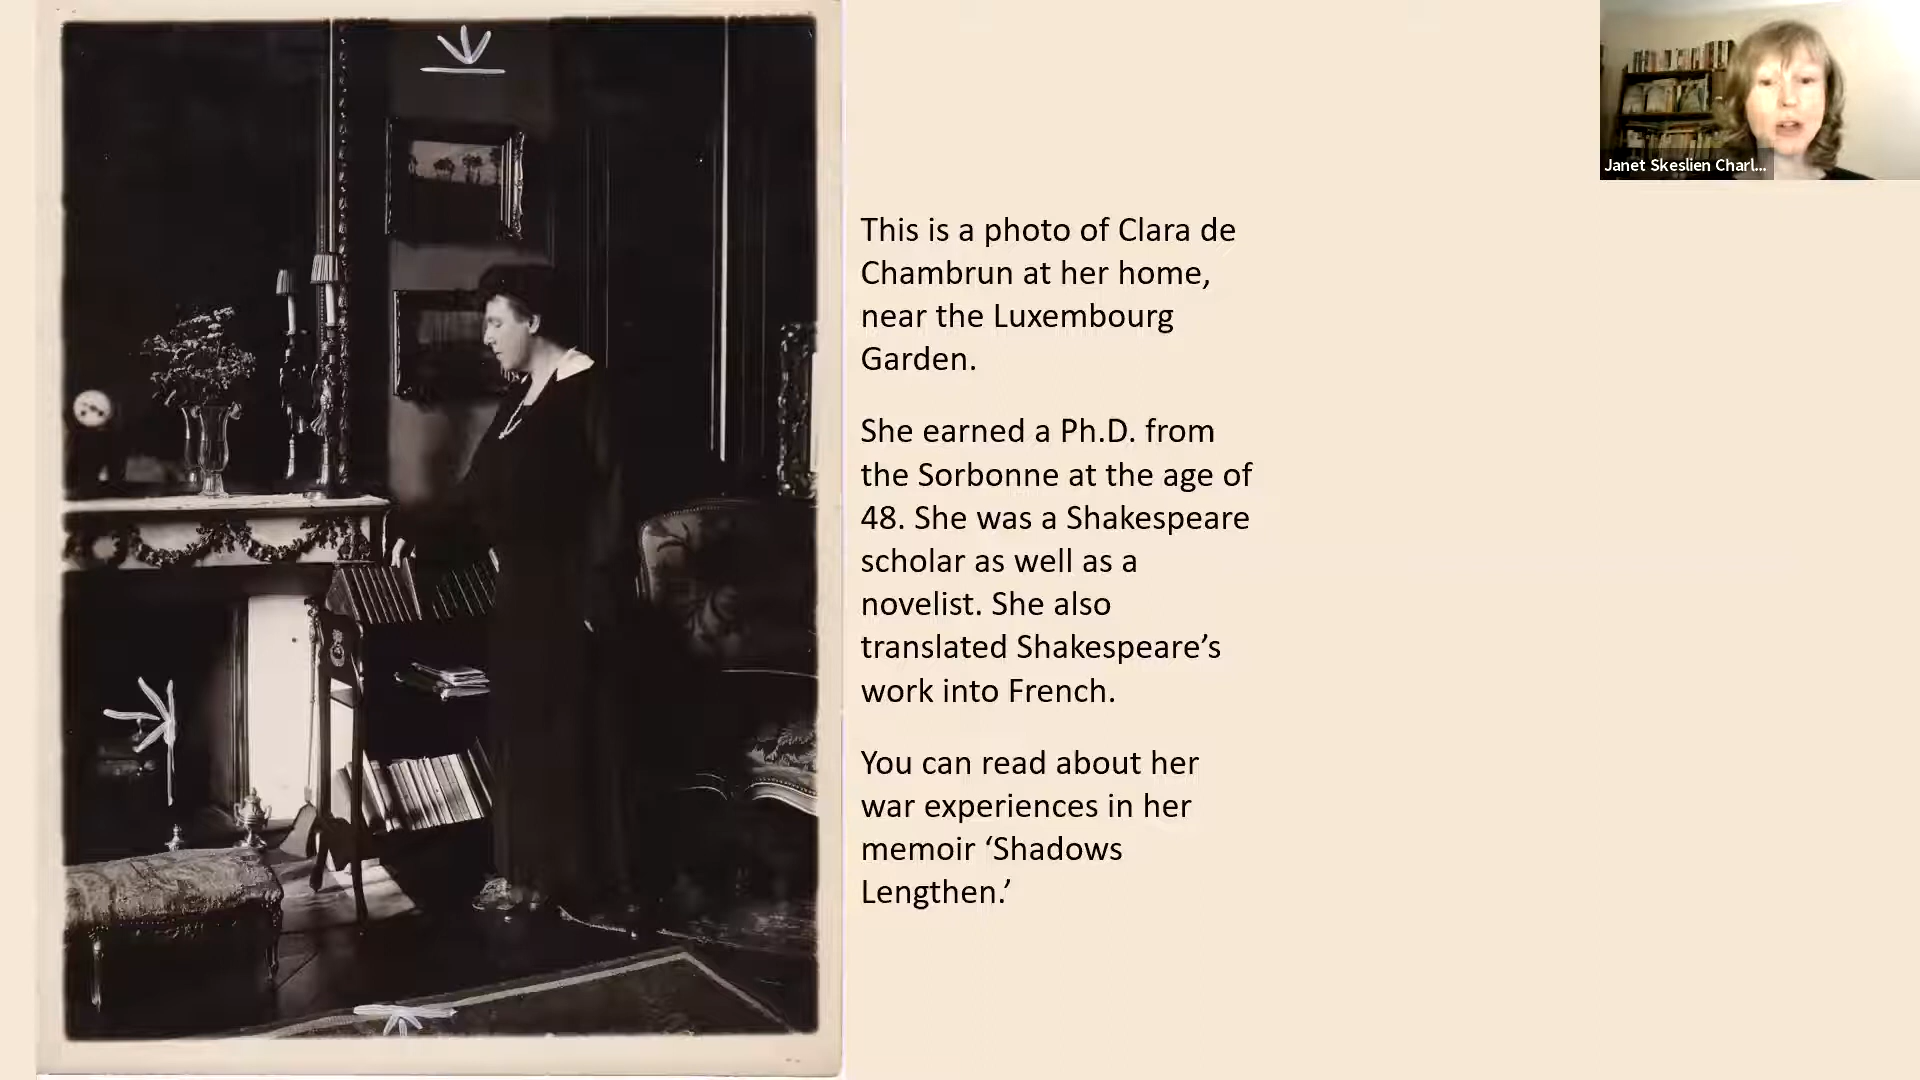 Janet Skeslien Charl...
This is a photo of Clara de
Chambrun at her home,
near the Luxembourg
Garden.
She earned a Ph.D. from
the Sorbonne at the age of
48. She was a Shakespeare
scholar as well as a
novelist. She also
translated Shakespeare’s
work into French.
You can read about her
war experiences in her
memoir ‘Shadows
Lengthen.’